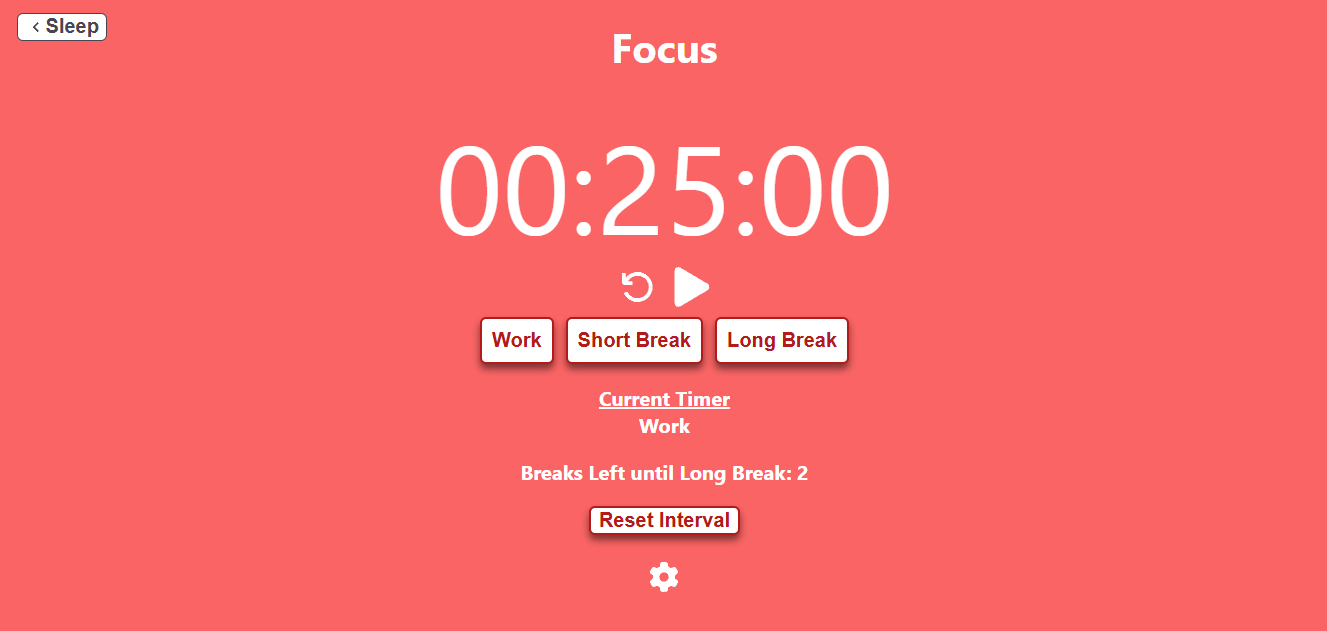 ‹ Sleep
Focus
00:25:00
Work Short Break Long Break
Current Timer
Work
Breaks Left until Long Break: 2
Reset Interval